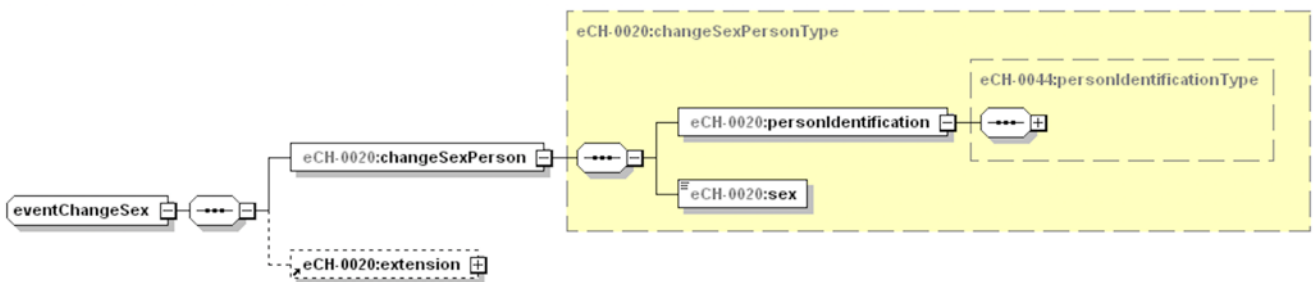 eCH-0020:changeSexPersonType
eCH-0044:personIdentificationType
eCH-0020:personIdentification
eCH-0020:changeSexPerson
eCH-0020:sex
eventChangeSex
eCH-0020:extension